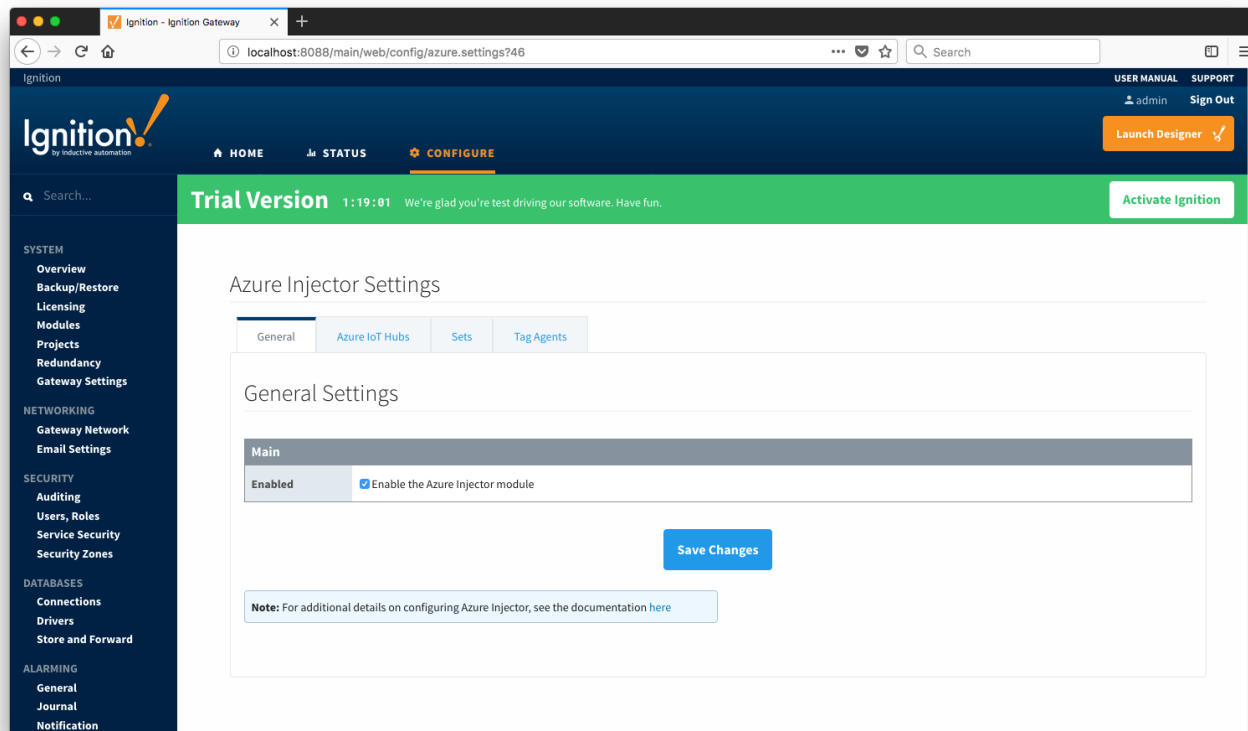 Ignition - Ignition Gateway
localhost:8088/main/web/config/azure.settings?46
Search
Ignition
USER MANUAL SUPPORT
admin Sign Out
Ignition!
by inductive automation
Launch Designer
HOME STATUS CONFIGURE
Search...
Trial Version 1:19:01 We're glad you're test driving our software. Have fun.
Activate Ignition
SYSTEM
Overview
Backup/Restore
Licensing
Modules
Projects
Redundancy
Gateway Settings
NETWORKING
Gateway Network
Email Settings
SECURITY
Auditing
Users, Roles
Service Security
Security Zones
DATABASES
Connections
Drivers
Store and Forward
ALARMING
General
Journal
Notification
Azure Injector Settings
General Azure IoT Hubs Sets Tag Agents
General Settings
Main
Enabled Enable the Azure Injector module
Save Changes
Note: For additional details on configuring Azure Injector, see the documentation here